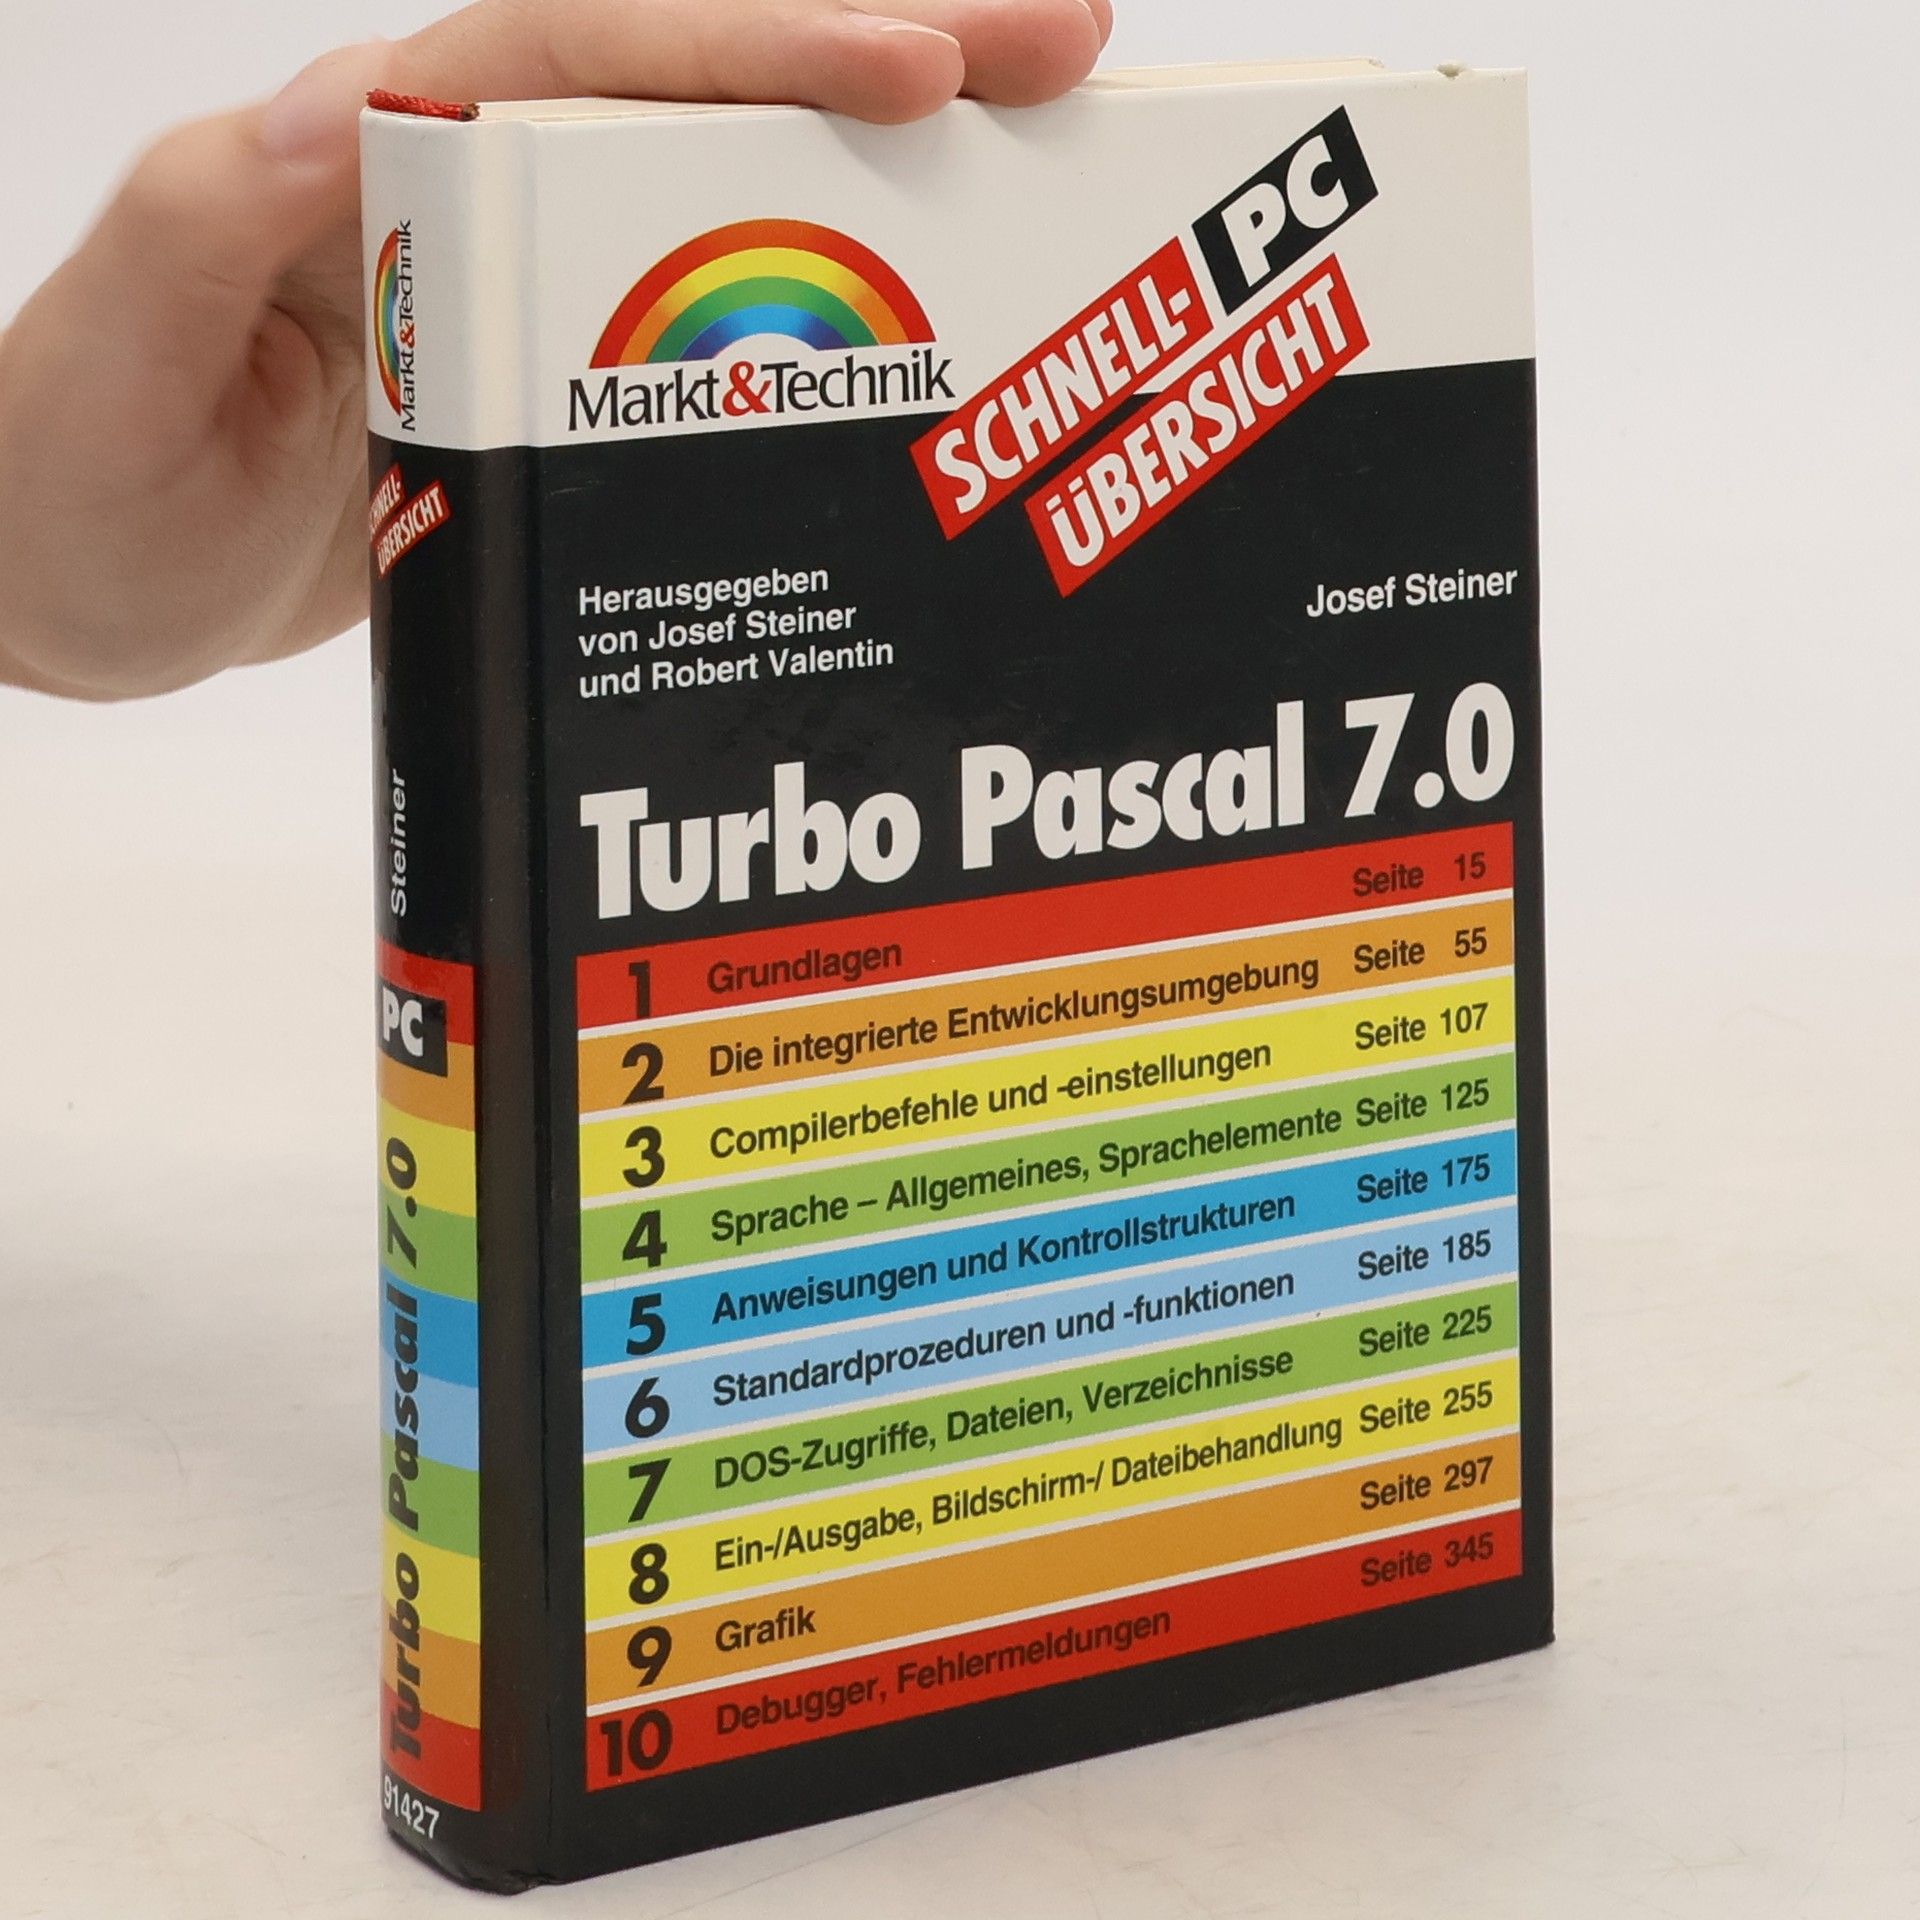 Markt&Technik
SCHNELL-
ÜBERSICHT
Steiner
PC
Turbo Pascal 7.0
91427
Markt&Technik
SCHNELL- PC
ÜBERSICHT
Herausgegeben
von Josef Steiner
und Robert Valentin
Josef Steiner
Turbo Pascal 7.0
1 Grundlagen Seite 15
2 Die integrierte Entwicklungsumgebung Seite 55
3 Compilerbefehle und -einstellungen Seite 107
4 Sprache – Allgemeines, Sprachelemente Seite 125
5 Anweisungen und Kontrollstrukturen Seite 175
6 Standardprozeduren und -funktionen Seite 185
7 DOS-Zugriffe, Dateien, Verzeichnisse Seite 225
8 Ein-/Ausgabe, Bildschirm-/ Dateibehandlung Seite 255
9 Grafik Seite 297
10 Debugger, Fehlermeldungen Seite 345